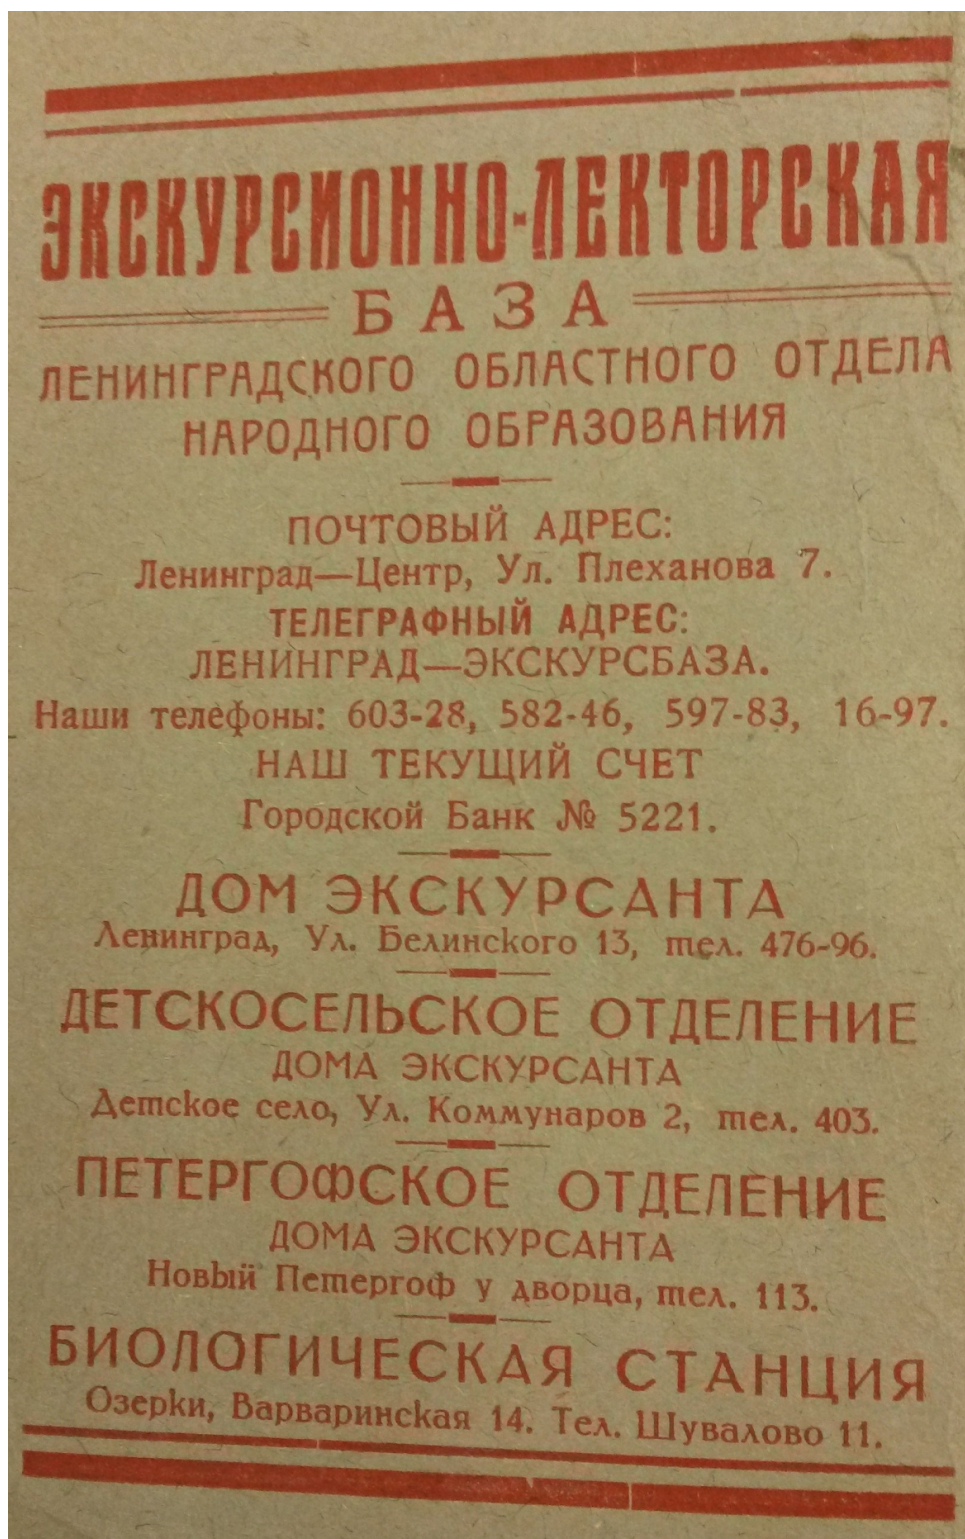 ЭКСКУРСИОННО-ЛЕКТОРСКАЯ
БАЗА
ЛЕНИНГРАДСКОГО ОБЛАСТНОГО ОТДЕЛА
НАРОДНОГО ОБРАЗОВАНИЯ
ПОЧТОВЫЙ АДРЕС:
Ленинград—Центр, Ул. Плеханова 7.
ТЕЛЕГРАФНЫЙ АДРЕС:
ЛЕНИНГРАД—ЭКСКУРСБАЗА.
Наши телефоны: 603-28, 582-46, 597-83, 16-97.
НАШ ТЕКУЩИЙ СЧЕТ
Городской Банк № 5221.
ДОМ ЭКСКУРСАНТА
Ленинград, Ул. Белинского 13, тел. 476-96.
ДЕТСКОСЕЛЬСКОЕ ОТДЕЛЕНИЕ
ДОМА ЭКСКУРСАНТА
Детское село, Ул. Коммунаров 2, тел. 403.
ПЕТЕРГОФСКОЕ ОТДЕЛЕНИЕ
ДОМА ЭКСКУРСАНТА
Новый Петергоф у дворца, тел. 113.
БИОЛОГИЧЕСКАЯ СТАНЦИЯ
Озерки, Варваринская 14. Тел. Шувалово 11.